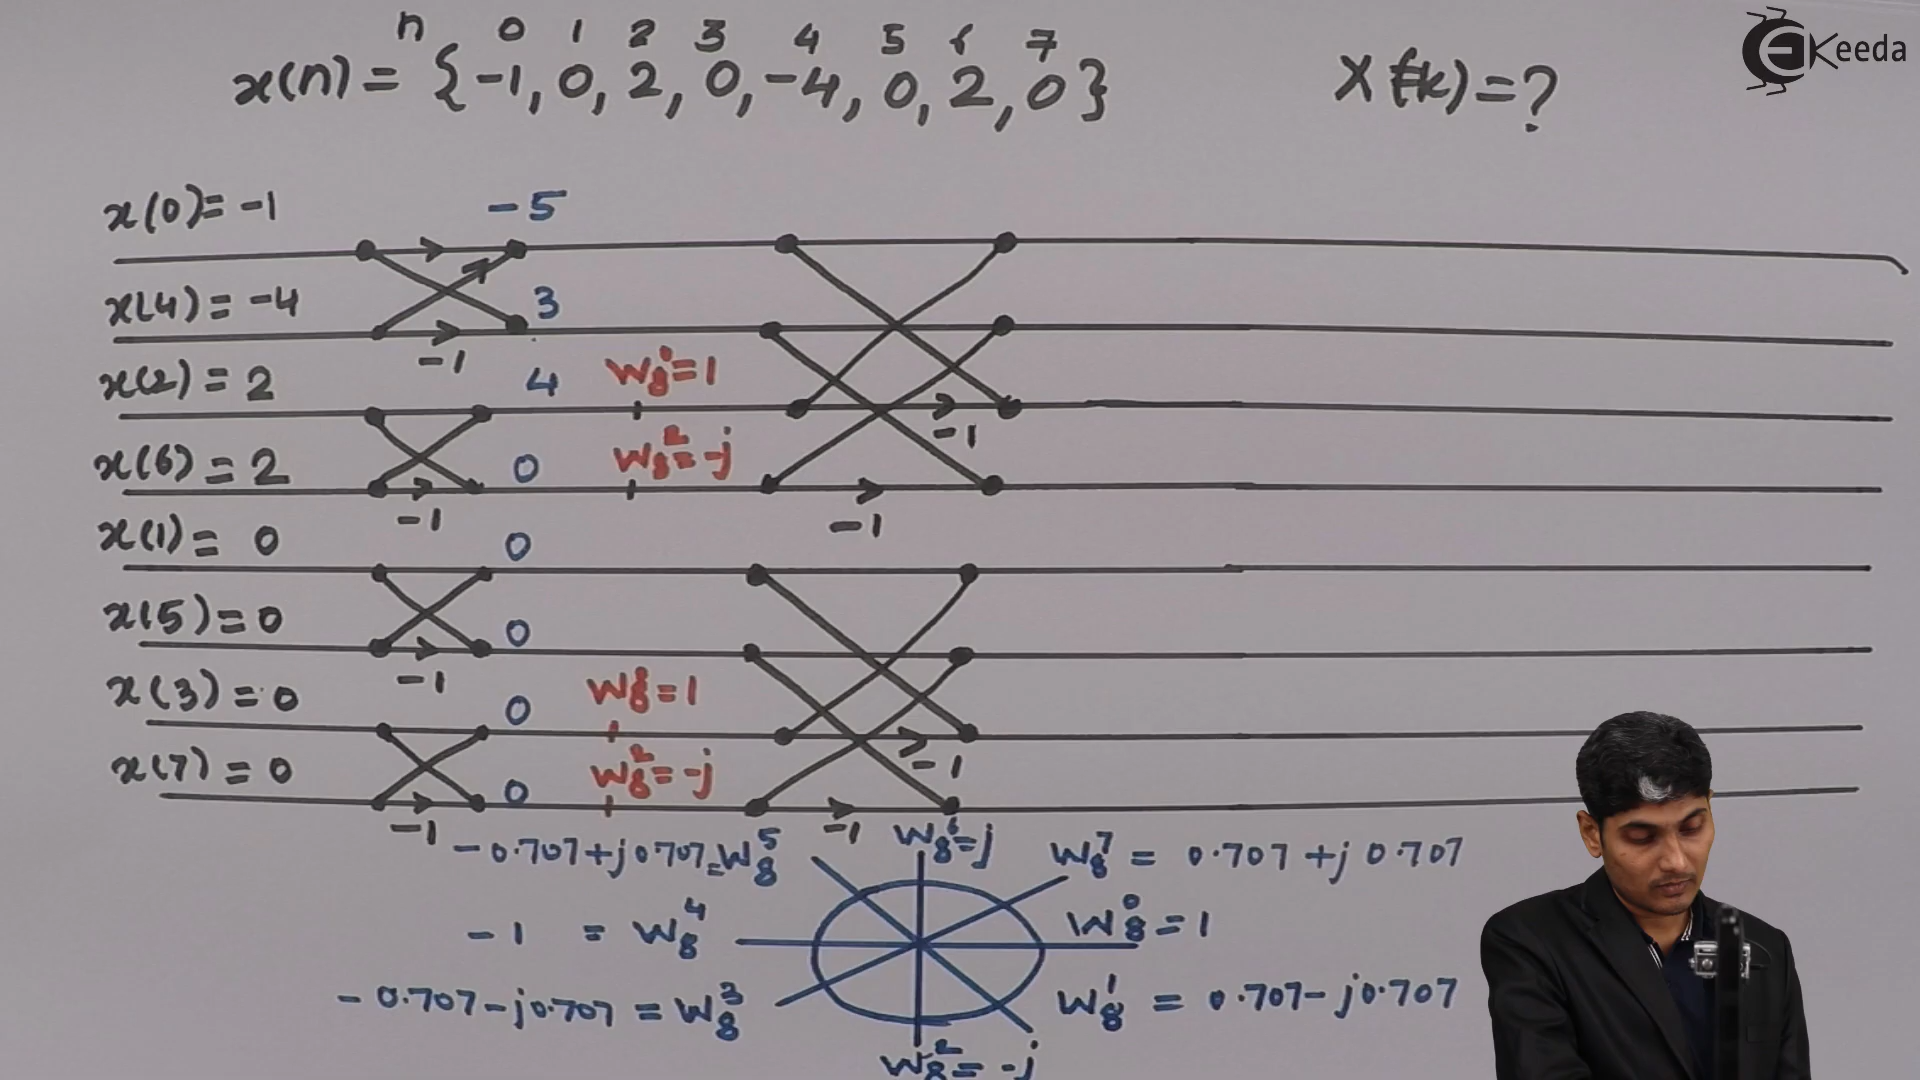 n 0 1 2 3 4 5 6 7
x(n) = {-1, 0, 2, 0, -4, 0, 2, 0} X(k) = ?
EKeeda
x(0) = -1 -5
x(4) = -4 3
-1
x(2) = 2 4 W₈⁰ = 1
-1
x(6) = 2 0 W₈² = -j
-1 -1
x(1) = 0 0
x(5) = 0 0
-1
x(3) = 0 0 W₈⁰ = 1
-1
x(7) = 0 0 W₈² = -j
-1 -1
-0.707+j0.707 = W₈⁵ W₈⁶ = j W₈⁷ = 0.707 + j 0.707
-1 = W₈⁴ W₈⁰ = 1
-0.707-j0.707 = W₈³ W₈¹ = 0.707-j0.707
W₈² = -j